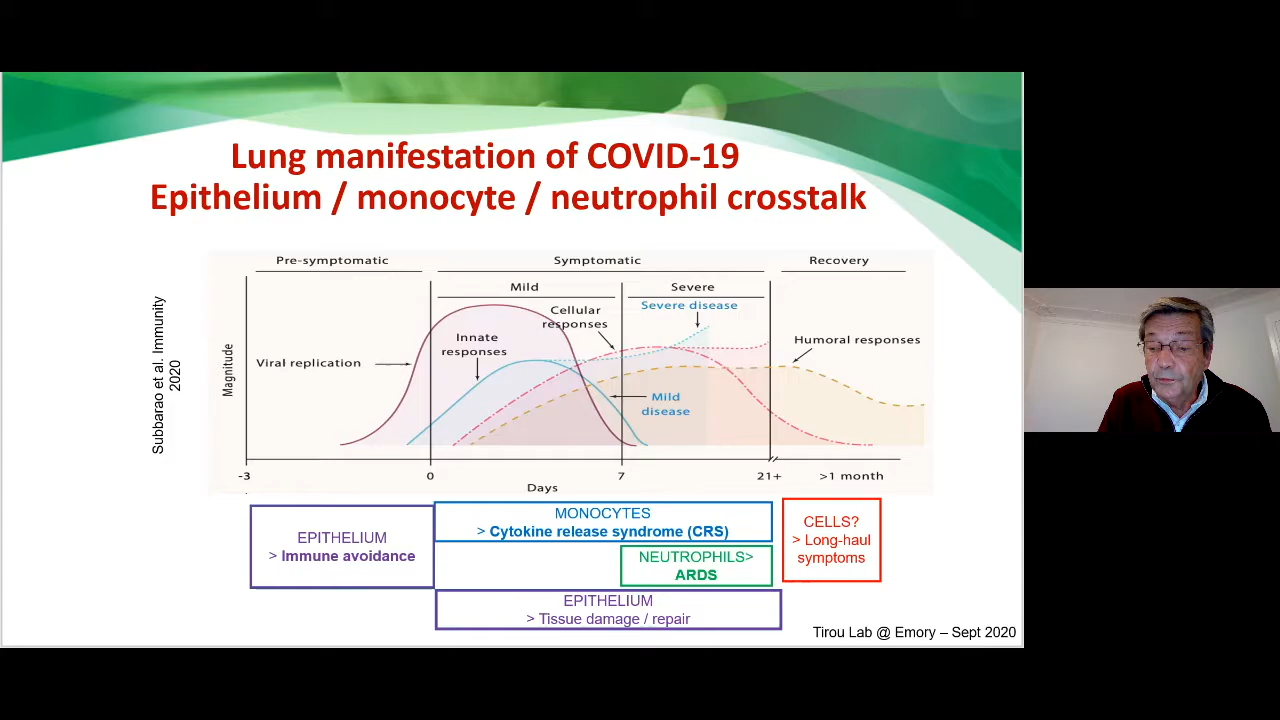 Lung manifestation of COVID-19
Epithelium / monocyte / neutrophil crosstalk
Subbarao et al. Immunity
2020
Pre-symptomatic
Symptomatic
Recovery
Mild
Severe
Severe disease
Cellular
responses
Innate
responses
Humoral responses
Viral replication
Magnitude
Mild
disease
-3
0
7
21+
>1 month
Days
EPITHELIUM
> Immune avoidance
MONOCYTES
> Cytokine release syndrome (CRS)
NEUTROPHILS>
ARDS
CELLS?
> Long-haul
symptoms
EPITHELIUM
> Tissue damage / repair
Tirou Lab @ Emory – Sept 2020